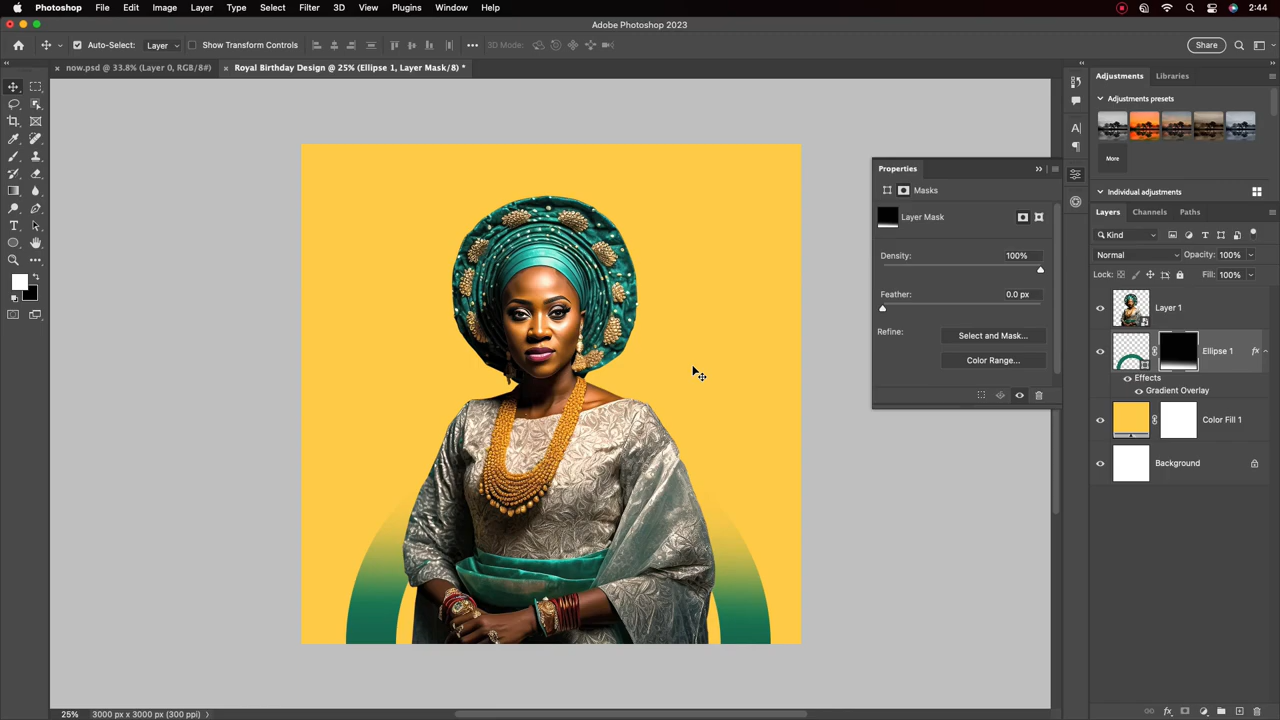 Photoshop File Edit Image Layer Type Select Filter 3D View Plugins Window Help 2:44
Adobe Photoshop 2023
Auto-Select: Layer Show Transform Controls 3D Mode: Share
now.psd @ 33.8% (Layer 0, RGB/8#) Royal Birthday Design @ 25% (Ellipse 1, Layer Mask/8) *
Adjustments Libraries
Adjustments presets
More
Individual adjustments
Properties
Masks
Layer Mask
Density: 100%
Feather: 0.0 px
Refine: Select and Mask...
Color Range...
Layers Channels Paths
Kind
Normal Opacity: 100%
Lock: Fill: 100%
Layer 1
Ellipse 1 fx
Effects
Gradient Overlay
Color Fill 1
Background
25% 3000 px x 3000 px (300 ppi)
fx